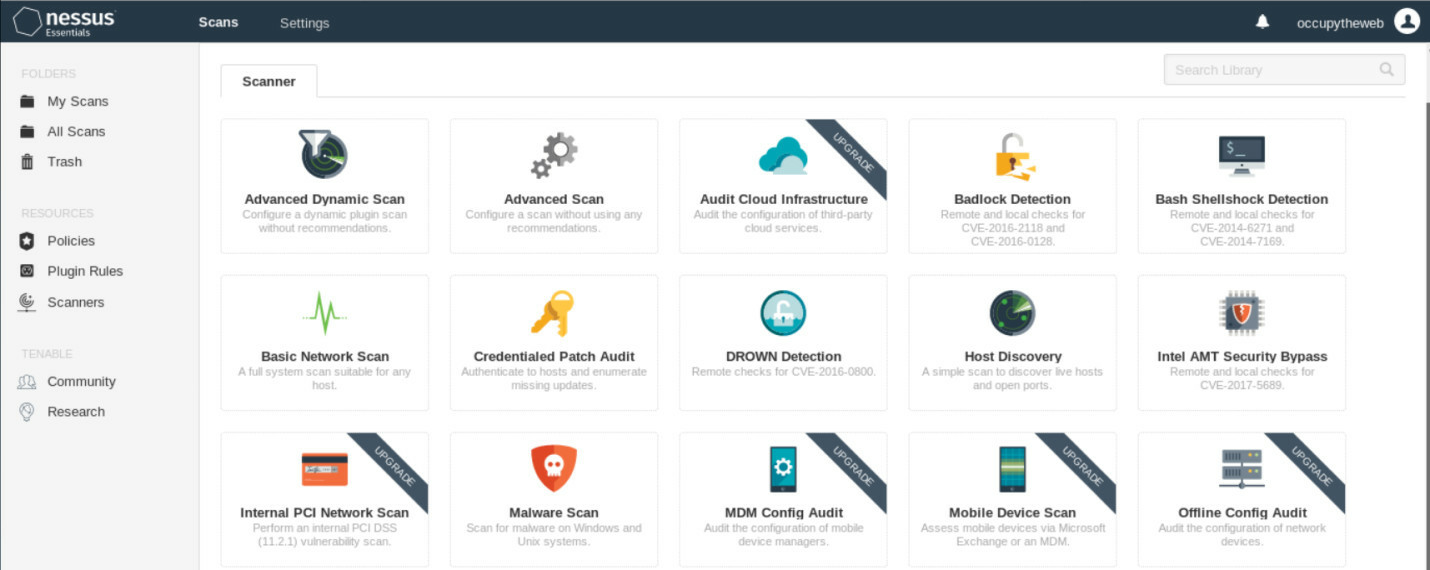 nessus
Essentials
Scans
Settings
occupytheweb
FOLDERS
My Scans
All Scans
Trash
RESOURCES
Policies
Plugin Rules
Scanners
TENABLE
Community
Research
Scanner
Search Library
Advanced Dynamic Scan
Configure a dynamic plugin scan
without recommendations.
Advanced Scan
Configure a scan without using any
recommendations.
UPGRADE
Audit Cloud Infrastructure
Audit the configuration of third-party
cloud services.
Badlock Detection
Remote and local checks for
CVE-2016-2118 and
CVE-2016-0128.
$_
Bash Shellshock Detection
Remote and local checks for
CVE-2014-6271 and
CVE-2014-7169.
Basic Network Scan
A full system scan suitable for any
host.
Credentialed Patch Audit
Authenticate to hosts and enumerate
missing updates.
DROWN Detection
Remote checks for CVE-2016-0800.
Host Discovery
A simple scan to discover live hosts
and open ports.
Intel AMT Security Bypass
Remote and local checks for
CVE-2017-5689.
UPGRADE
Internal PCI Network Scan
Perform an internal PCI DSS
(11.2.1) vulnerability scan.
Malware Scan
Scan for malware on Windows and
Unix systems.
UPGRADE
MDM Config Audit
Audit the configuration of mobile
device managers.
UPGRADE
Mobile Device Scan
Assess mobile devices via Microsoft
Exchange or an MDM.
UPGRADE
Offline Config Audit
Audit the configuration of network
devices.